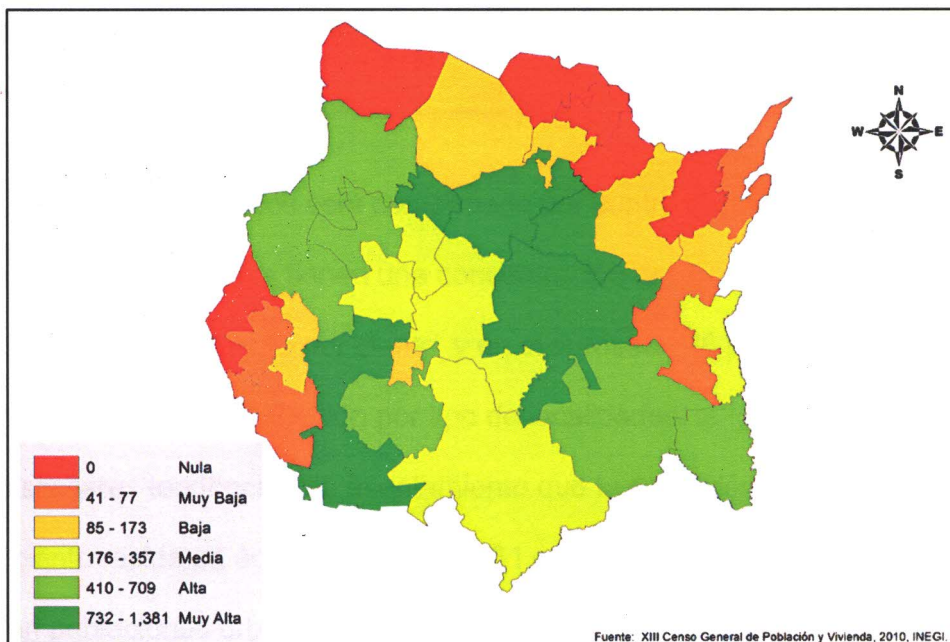 N
W E
S
0 Nula
41 - 77 Muy Baja
85 - 173 Baja
176 - 357 Media
410 - 709 Alta
732 - 1,381 Muy Alta
Fuente: XIII Censo General de Población y Vivienda, 2010, INEGI.